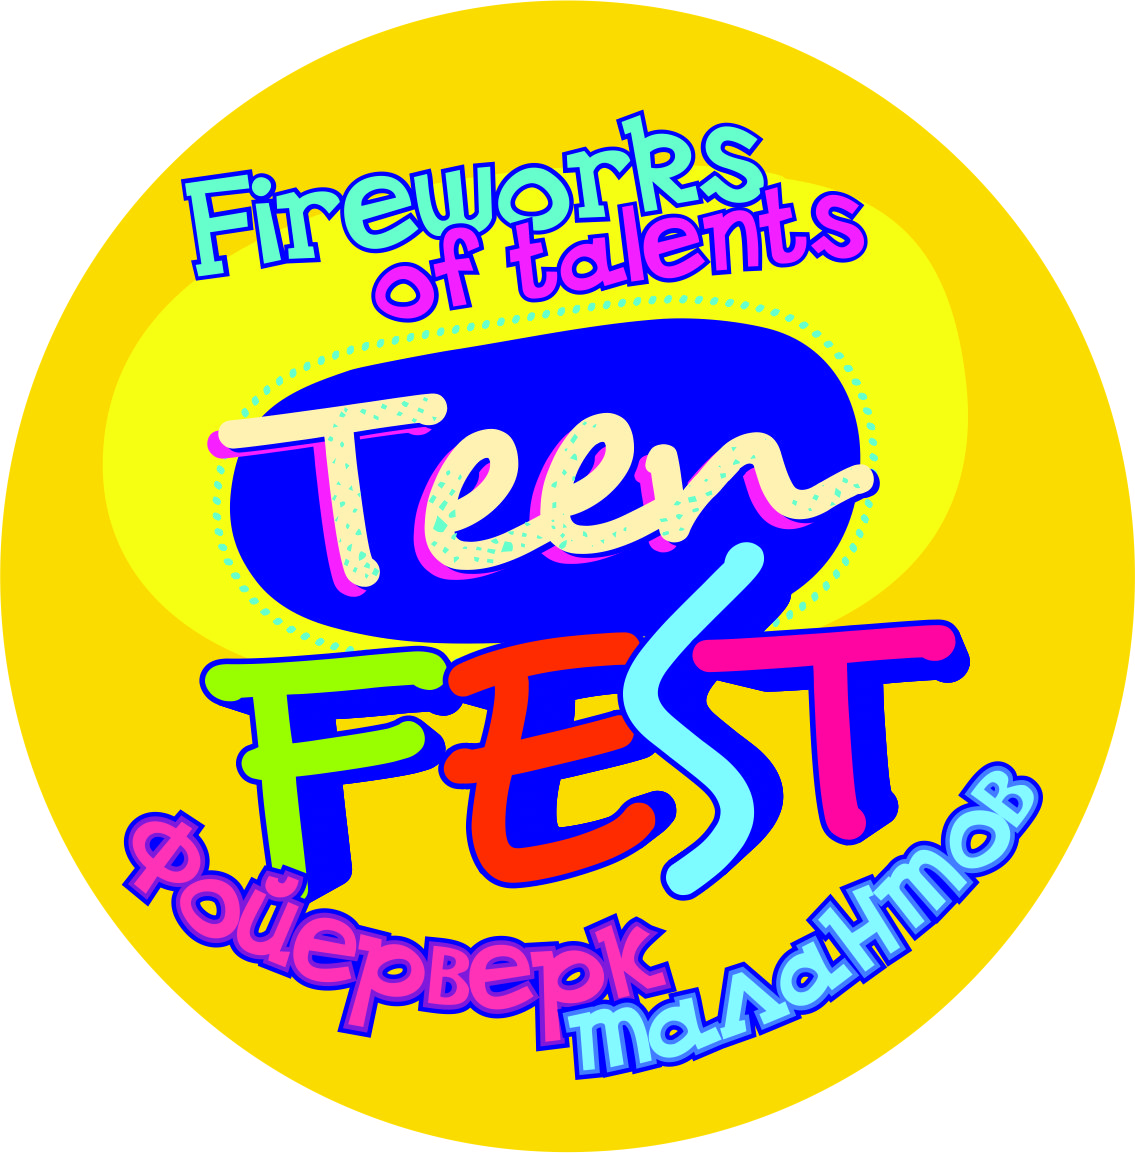 Fireworks
of talents
Teen
FEST
Фойерверк
талантов